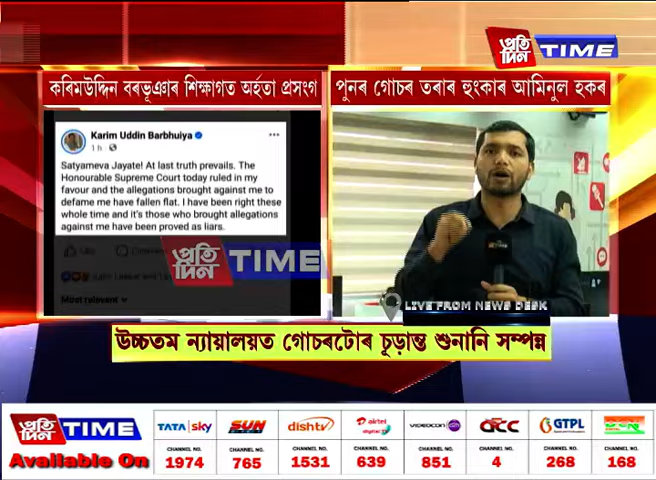 প্ৰতিদিন TIME
কৰিমউদ্দিন বৰভূঞাৰ শিক্ষাগত অৰ্হতা প্ৰসংগ
পুনৰ গোচৰ তৰাৰ হুংকাৰ আমিনুল হকৰ
Karim Uddin Barbhuiya
1 h
Satyameva Jayate! At last truth prevails. The
Honourable Supreme Court today ruled in my
favour and the allegations brought against me to
defame me have fallen flat. I have been right these
whole time and it's those who brought allegations
against me have been proved as liars.
প্ৰতিদিন TIME
Most relevant
LIVE FROM NEWS DESK
উচ্চতম ন্যায়ালয়ত গোচৰটোৰ চূড়ান্ত শুনানি সম্পন্ন
প্ৰতিদিন TIME
Available On
TATA sky CHANNEL NO. 1974
SUN CHANNEL NO. 765
dishtv CHANNEL NO. 1531
airtel digital CHANNEL NO. 639
VIDEOCON d2h CHANNEL NO. 851
ACC CHANNEL NO. 4
GTPL CHANNEL NO. 268
CHANNEL NO. 168